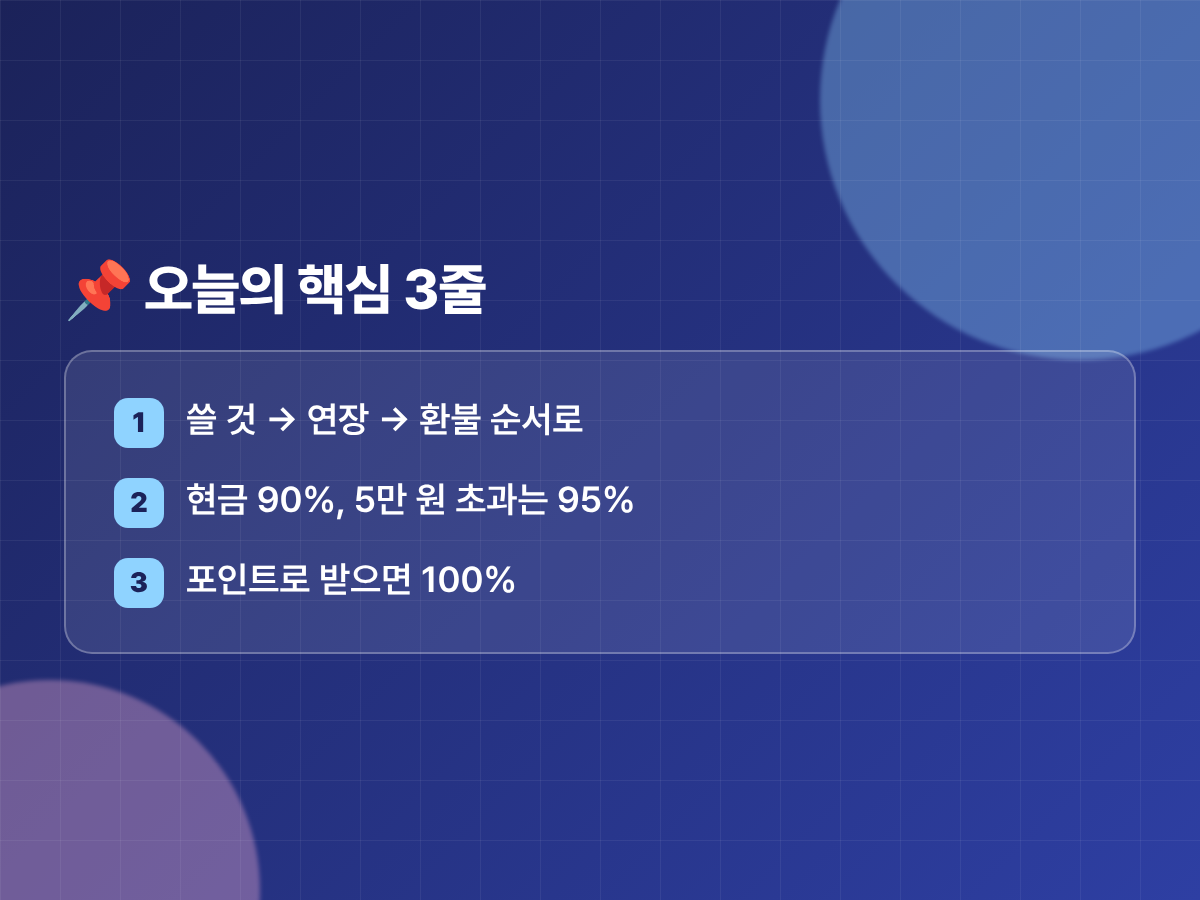 📌 오늘의 핵심 3줄
1 쓸 것 → 연장 → 환불 순서로
2 현금 90%, 5만 원 초과는 95%
3 포인트로 받으면 100%